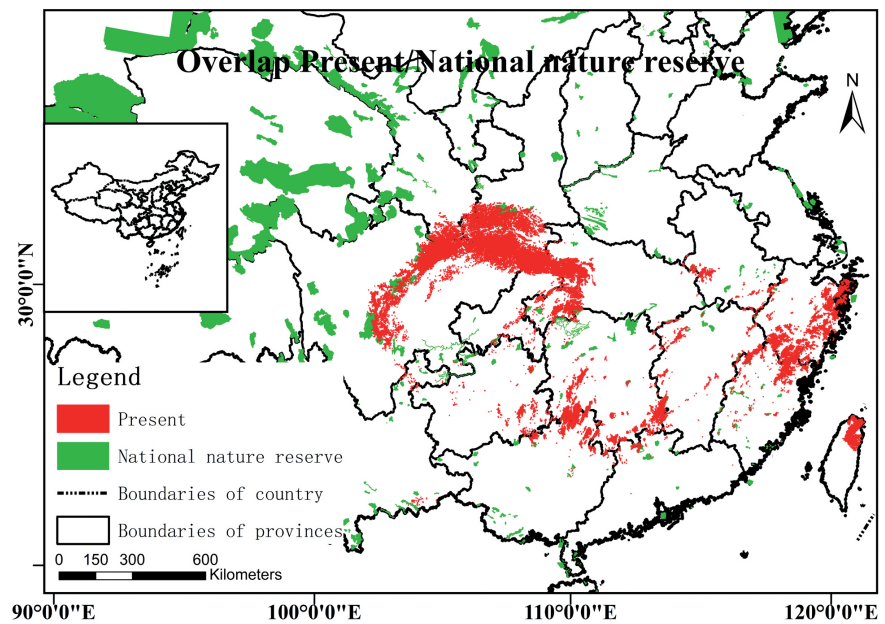 Overlap Present/National nature reserve
N
30°0'0"N
Legend
Present
National nature reserve
Boundaries of country
Boundaries of provinces
0 150 300 600
Kilometers
90°0'0"E 100°0'0"E 110°0'0"E 120°0'0"E